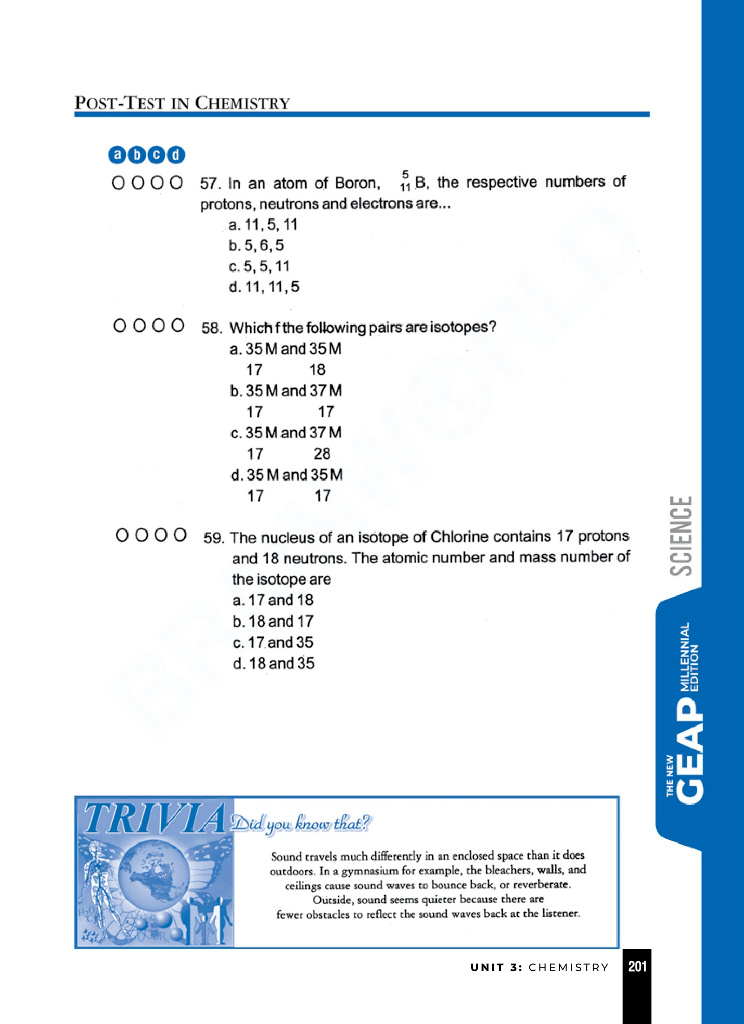 POST-TEST IN CHEMISTRY
a b c d
57. In an atom of Boron, 5 11 B, the respective numbers of
protons, neutrons and electrons are...
a. 11, 5, 11
b. 5, 6, 5
c. 5, 5, 11
d. 11, 11, 5
58. Which f the following pairs are isotopes?
a. 35 M and 35 M
17 18
b. 35 M and 37 M
17 17
c. 35 M and 37 M
17 28
d. 35 M and 35 M
17 17
59. The nucleus of an isotope of Chlorine contains 17 protons
and 18 neutrons. The atomic number and mass number of
the isotope are
a. 17 and 18
b. 18 and 17
c. 17 and 35
d. 18 and 35
SCIENCE
THE NEW
GEAP MILLENNIAL
EDITION
TRIVIA Did you know that?
Sound travels much differently in an enclosed space than it does
outdoors. In a gymnasium for example, the bleachers, walls, and
ceilings cause sound waves to bounce back, or reverberate.
Outside, sound seems quieter because there are
fewer obstacles to reflect the sound waves back at the listener.
UNIT 3: CHEMISTRY 201